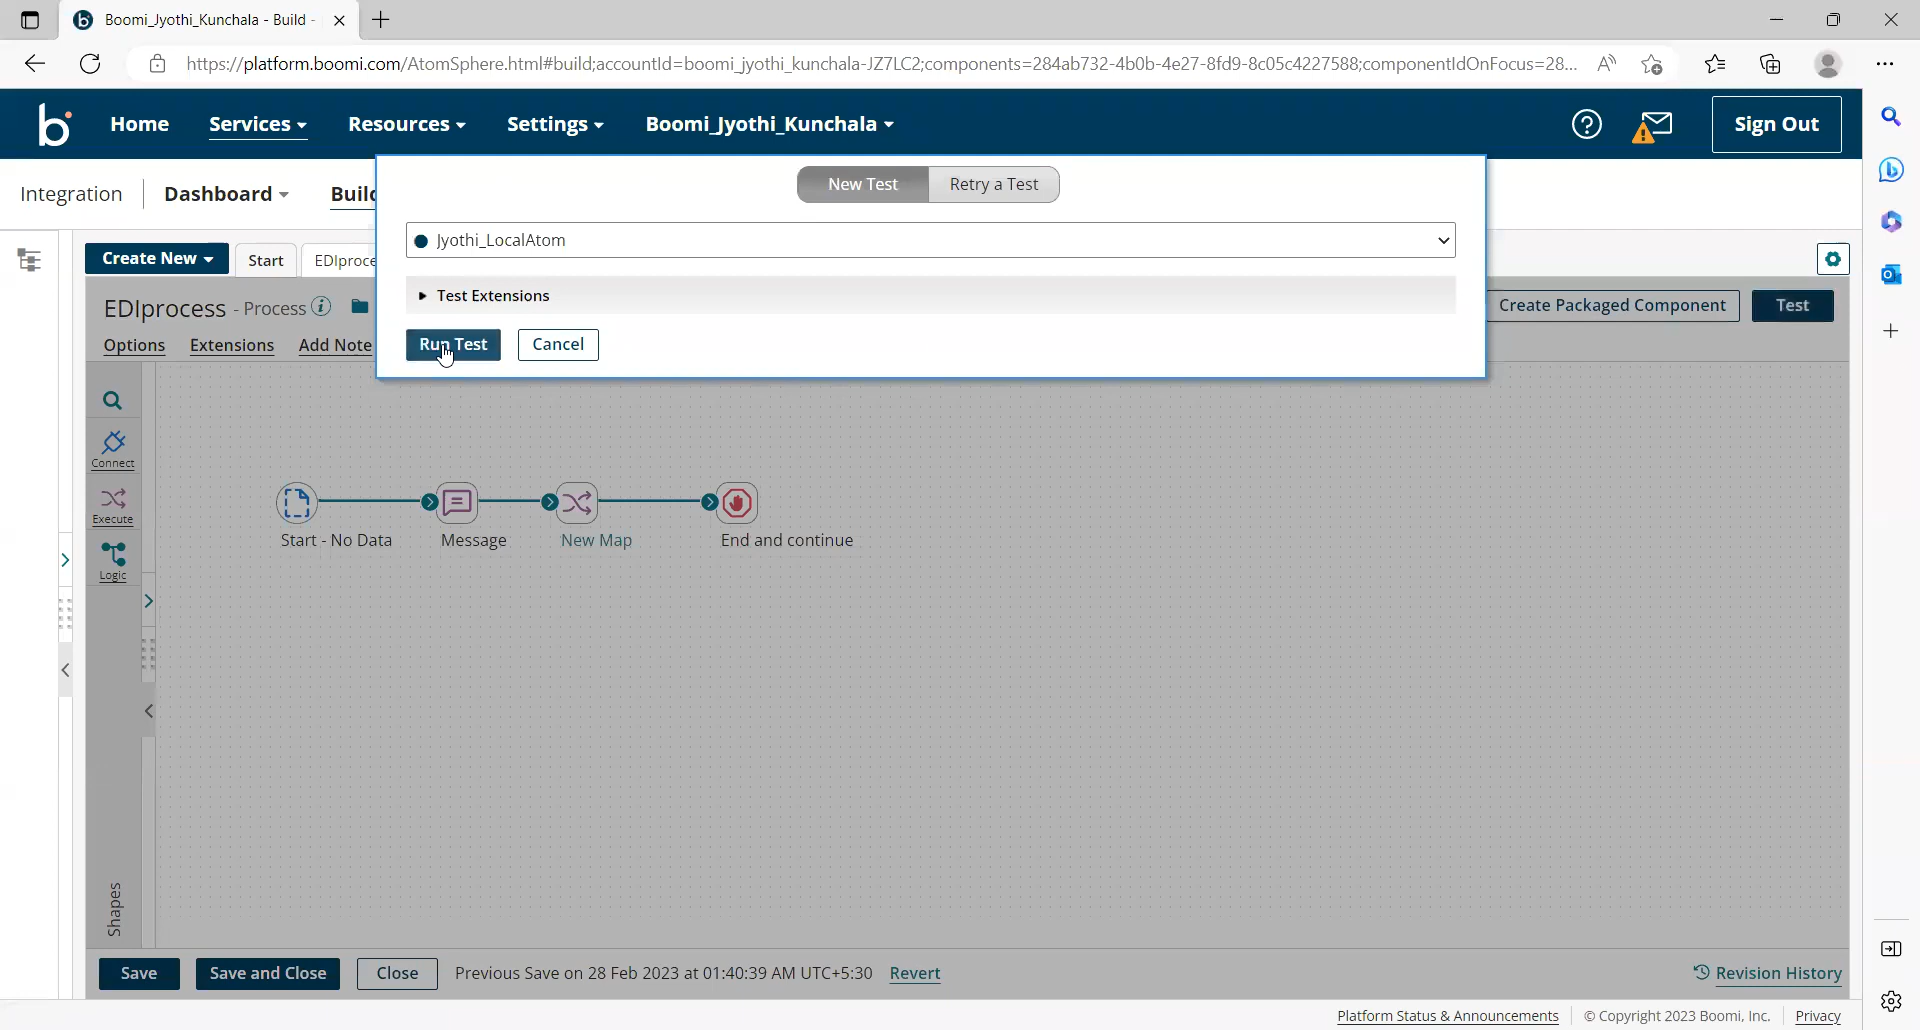 Boomi_Jyothi_Kunchala - Build -
https://platform.boomi.com/AtomSphere.html#build;accountId=boomi_jyothi_kunchala-JZ7LC2;components=284ab732-4b0b-4e27-8fd9-8c05c4227588;componentIdOnFocus=28...
Home Services Resources Settings Boomi_Jyothi_Kunchala Sign Out
New Test Retry a Test
Integration Dashboard Build
Jyothi_LocalAtom
Create New Start EDIproce
Test Extensions
EDIprocess - Process Create Packaged Component Test
Options Extensions Add Note Run Test Cancel
Connect
Execute
Start - No Data Message New Map End and continue
Logic
Shapes
Save Save and Close Close Previous Save on 28 Feb 2023 at 01:40:39 AM UTC+5:30 Revert Revision History
Platform Status & Announcements © Copyright 2023 Boomi, Inc. Privacy